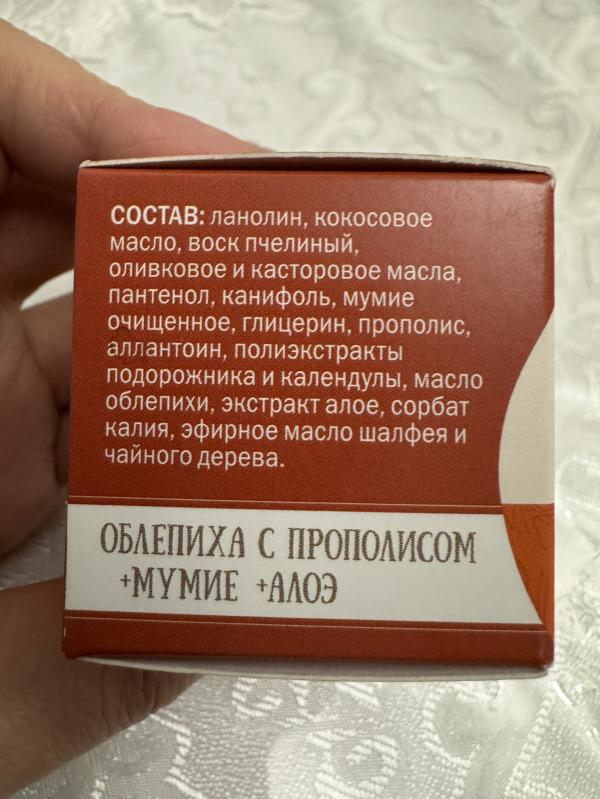 СОСТАВ: ланолин, кокосовое
масло, воск пчелиный,
оливковое и касторовое масла,
пантенол, канифоль, мумие
очищенное, глицерин, прополис,
аллантоин, полиэкстракты
подорожника и календулы, масло
облепихи, экстракт алое, сорбат
калия, эфирное масло шалфея и
чайного дерева.
ОБЛЕПИХА С ПРОПОЛИСОМ
+МУМИЕ +АЛОЭ